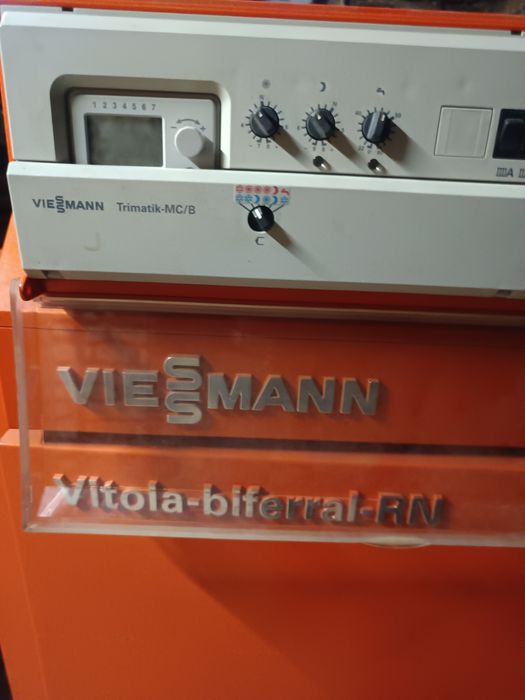 1 2 3 4 5 6 7
VIESSMANN Trimatik-MC/B
VIESSMANN
Vitola-biferral-RN